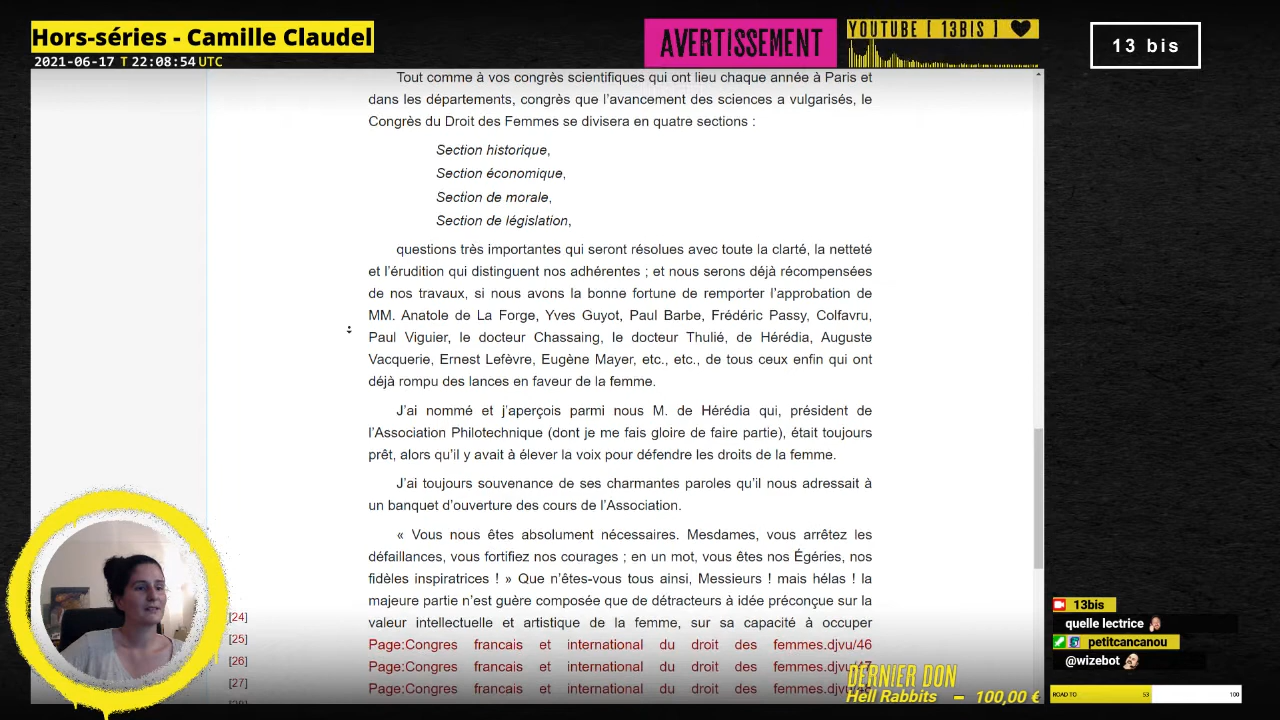 Hors-séries - Camille Claudel
2021-06-17 T 22:08:54 UTC
AVERTISSEMENT
YOUTUBE [ 13BIS ]
13 bis
Tout comme à vos congrès scientifiques qui ont lieu chaque année à Paris et
dans les départements, congrès que l’avancement des sciences a vulgarisés, le
Congrès du Droit des Femmes se divisera en quatre sections :
Section historique,
Section économique,
Section de morale,
Section de législation,
questions très importantes qui seront résolues avec toute la clarté, la netteté
et l’érudition qui distinguent nos adhérentes ; et nous serons déjà récompensées
de nos travaux, si nous avons la bonne fortune de remporter l’approbation de
MM. Anatole de La Forge, Yves Guyot, Paul Barbe, Frédéric Passy, Colfavru,
Paul Viguier, le docteur Chassaing, le docteur Thulié, de Hérédia, Auguste
Vacquerie, Ernest Lefèvre, Eugène Mayer, etc., etc., de tous ceux enfin qui ont
déjà rompu des lances en faveur de la femme.
J’ai nommé et j’aperçois parmi nous M. de Hérédia qui, président de
l’Association Philotechnique (dont je me fais gloire de faire partie), était toujours
prêt, alors qu’il y avait à élever la voix pour défendre les droits de la femme.
J’ai toujours souvenance de ses charmantes paroles qu’il nous adressait à
un banquet d’ouverture des cours de l’Association.
« Vous nous êtes absolument nécessaires. Mesdames, vous arrêtez les
défaillances, vous fortifiez nos courages ; en un mot, vous êtes nos Égéries, nos
fidèles inspiratrices ! » Que n’êtes-vous tous ainsi, Messieurs ! mais hélas ! la
majeure partie n’est guère composée que de détracteurs à idée préconçue sur la
valeur intellectuelle et artistique de la femme, sur sa capacité à occuper
[24]
[25]
[26]
[27]
Page:Congres francais et international du droit des femmes.djvu/46
Page:Congres francais et international du droit des femmes.djvu/47
Page:Congres francais et international du droit des femmes.djvu/
13bis
quelle lectrice
petitcancanou
@wizebot
DERNIER DON
Hell Rabbits – 100,00 €
ROAD TO 53 100